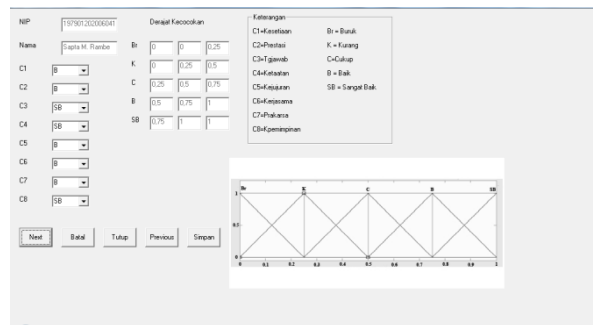 NIP 197901202006041
Nama Sapta M. Rambe
C1 B
C2 B
C3 SB
C4 SB
C5 B
C6 B
C7 B
C8 SB
Derajat Kecocokan
Br 0 0 0,25
K 0 0,25 0,5
C 0,25 0,5 0,75
B 0,5 0,75 1
SB 0,75 1 1
Keterangan
C1=Kesetiaan Br = Buruk
C2=Prestasi K = Kurang
C3=Tgjawab C=Cukup
C4=Ketaatan B = Baik
C5=Kejujuran SB = Sangat Baik
C6=Kerjasama
C7=Prakarsa
C8=Kpemimpinan
Next Batal Tutup Previous Simpan
Br K C B SB
1
0.5
0
0 0.1 0.2 0.3 0.4 0.5 0.6 0.7 0.8 0.9 1